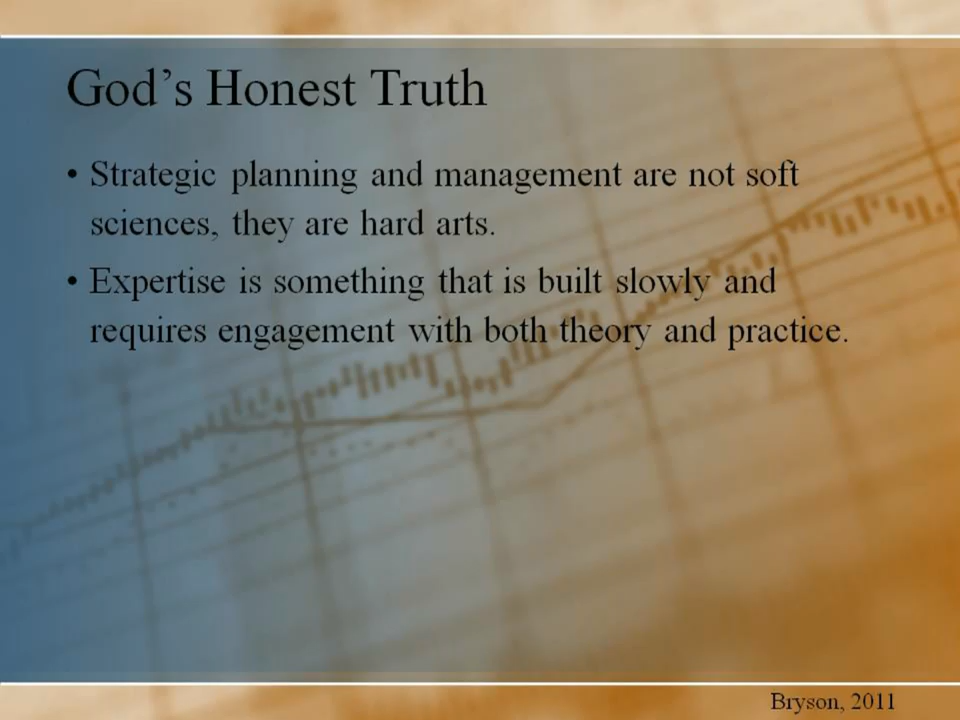 God’s Honest Truth
• Strategic planning and management are not soft
sciences, they are hard arts.
• Expertise is something that is built slowly and
requires engagement with both theory and practice.
Bryson, 2011